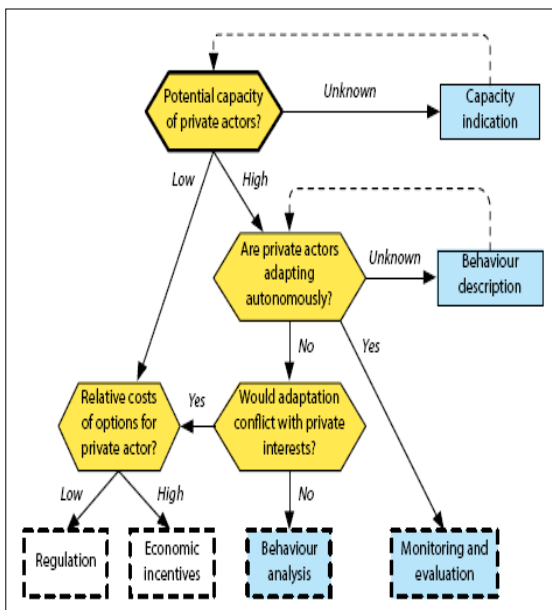 Potential capacity
of private actors?
Unknown
Capacity
indication
Low
High
Are private actors
adapting
autonomously?
Unknown
Behaviour
description
No
Yes
Relative costs
of options for
private actor?
Yes
Would adaptation
conflict with private
interests?
Low
High
No
Regulation
Economic
incentives
Behaviour
analysis
Monitoring and
evaluation